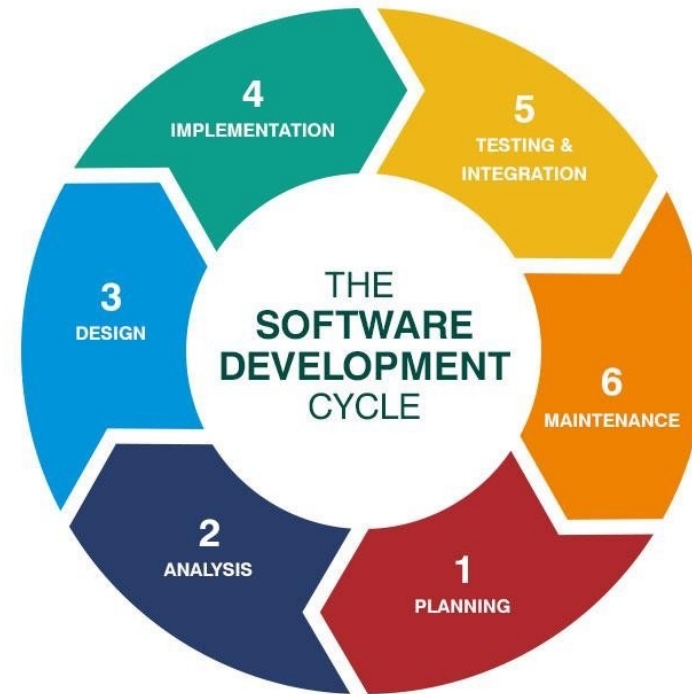 THE
SOFTWARE
DEVELOPMENT
CYCLE
1
PLANNING
2
ANALYSIS
3
DESIGN
4
IMPLEMENTATION
5
TESTING &
INTEGRATION
6
MAINTENANCE